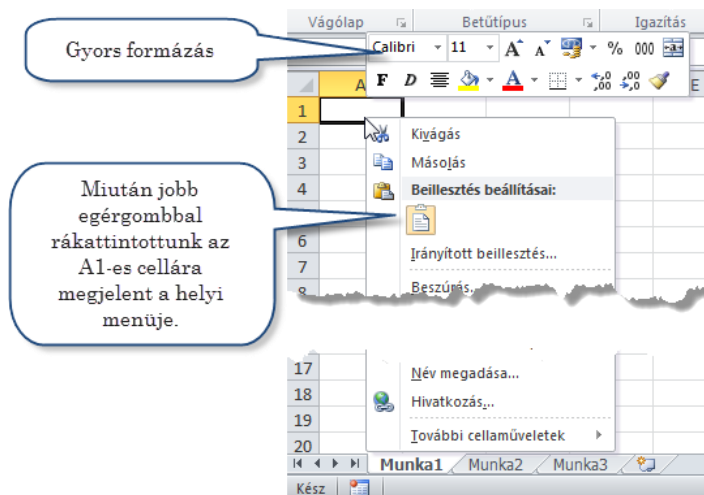 Vágólap Betűtípus Igazítás
Gyors formázás
Calibri 11 A A % 000
F D A ,00 ,00
A E
1
2 Kivágás
3 Másolás
4 Beillesztés beállításai:
Miután jobb
egérgombbal
rákattintottunk az
A1-es cellára
megjelent a helyi
menüje.
6
Irányított beillesztés...
7
8 Beszúrás...
17
Név megadása...
18 Hivatkozás...
19
További cellaműveletek
20
Munka1 Munka2 Munka3
Kész